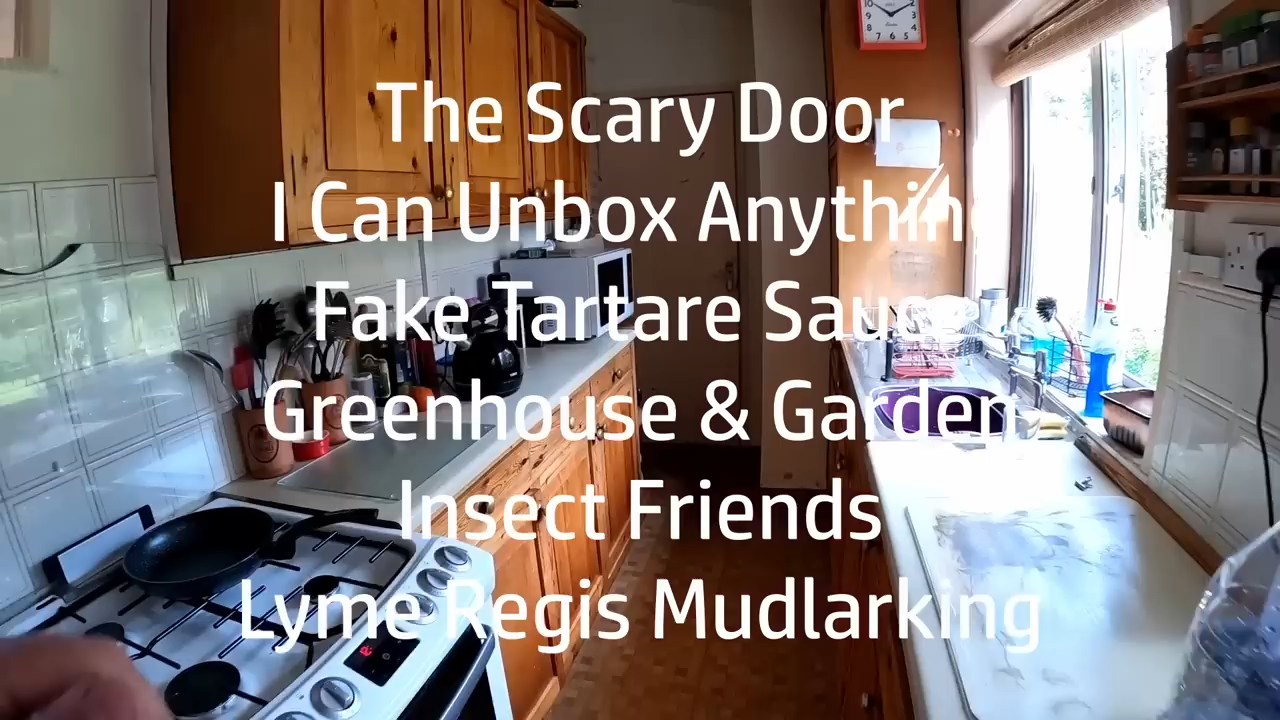 The Scary Door
I Can Unbox Anything
Fake Tartare Sauce
Greenhouse & Garden
Insect Friends
Lyme Regis Mudlarking